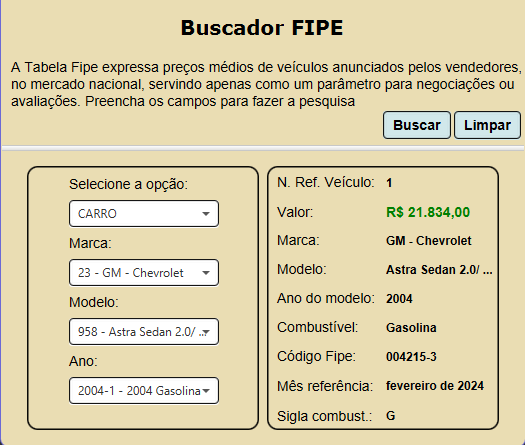 Buscador FIPE
A Tabela Fipe expressa preços médios de veículos anunciados pelos vendedores,
no mercado nacional, servindo apenas como um parâmetro para negociações ou
avaliações. Preencha os campos para fazer a pesquisa
Buscar Limpar
Selecione a opção:
CARRO
Marca:
23 - GM - Chevrolet
Modelo:
958 - Astra Sedan 2.0/ ...
Ano:
2004-1 - 2004 Gasolina
N. Ref. Veículo: 1
Valor: R$ 21.834,00
Marca: GM - Chevrolet
Modelo: Astra Sedan 2.0/ ...
Ano do modelo: 2004
Combustível: Gasolina
Código Fipe: 004215-3
Mês referência: fevereiro de 2024
Sigla combust.: G